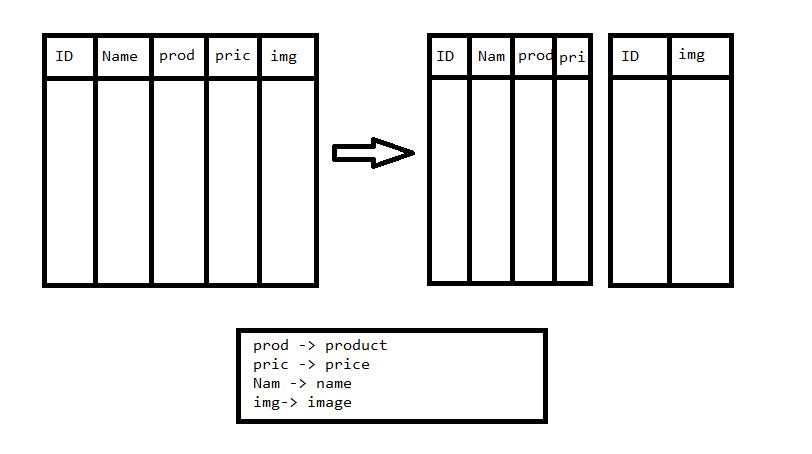 ID Name prod pric img
ID Nam prod pri
ID img
prod -> product
pric -> price
Nam -> name
img-> image